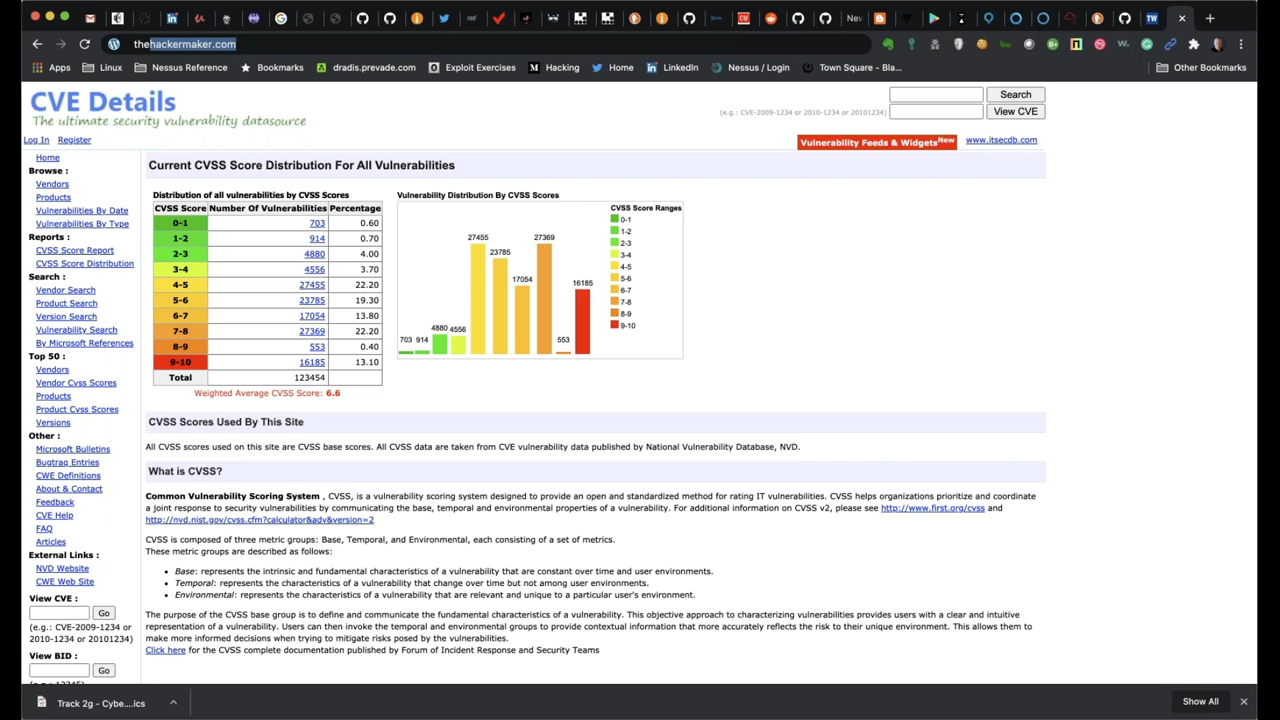 New
thehackermaker.com
Apps
Linux
Nessus Reference
Bookmarks
dradis.prevade.com
Exploit Exercises
Hacking
Home
LinkedIn
Nessus / Login
Town Square - Bla...
Other Bookmarks
CVE Details
The ultimate security vulnerability datasource
Search
(e.g.: CVE-2009-1234 or 2010-1234 or 20101234)
View CVE
Log In Register
Vulnerability Feeds & Widgets New
www.itsecdb.com
Home
Browse :
Vendors
Products
Vulnerabilities By Date
Vulnerabilities By Type
Reports :
CVSS Score Report
CVSS Score Distribution
Search :
Vendor Search
Product Search
Version Search
Vulnerability Search
By Microsoft References
Top 50 :
Vendors
Vendor Cvss Scores
Products
Product Cvss Scores
Versions
Other :
Microsoft Bulletins
Bugtraq Entries
CWE Definitions
About & Contact
Feedback
CVE Help
FAQ
Articles
External Links :
NVD Website
CWE Web Site
View CVE :
Go
(e.g.: CVE-2009-1234 or
2010-1234 or 20101234)
View BID :
Go
(e.g.: 12345)
Current CVSS Score Distribution For All Vulnerabilities
Distribution of all vulnerabilities by CVSS Scores
CVSS Score Number Of Vulnerabilities Percentage
0-1 703 0.60
1-2 914 0.70
2-3 4880 4.00
3-4 4556 3.70
4-5 27455 22.20
5-6 23785 19.30
6-7 17054 13.80
7-8 27369 22.20
8-9 553 0.40
9-10 16185 13.10
Total 123454
Weighted Average CVSS Score: 6.6
Vulnerability Distribution By CVSS Scores
703 914 4880 4556 27455 23785 17054 27369 553 16185
CVSS Score Ranges
0-1
1-2
2-3
3-4
4-5
5-6
6-7
7-8
8-9
9-10
CVSS Scores Used By This Site
All CVSS scores used on this site are CVSS base scores. All CVSS data are taken from CVE vulnerability data published by National Vulnerability Database, NVD.
What is CVSS?
Common Vulnerability Scoring System , CVSS, is a vulnerability scoring system designed to provide an open and standardized method for rating IT vulnerabilities. CVSS helps organizations prioritize and coordinate
a joint response to security vulnerabilities by communicating the base, temporal and environmental properties of a vulnerability. For additional information on CVSS v2, please see http://www.first.org/cvss and
http://nvd.nist.gov/cvss.cfm?calculator&adv&version=2
CVSS is composed of three metric groups: Base, Temporal, and Environmental, each consisting of a set of metrics.
These metric groups are described as follows:
• Base: represents the intrinsic and fundamental characteristics of a vulnerability that are constant over time and user environments.
• Temporal: represents the characteristics of a vulnerability that change over time but not among user environments.
• Environmental: represents the characteristics of a vulnerability that are relevant and unique to a particular user's environment.
The purpose of the CVSS base group is to define and communicate the fundamental characteristics of a vulnerability. This objective approach to characterizing vulnerabilities provides users with a clear and intuitive
representation of a vulnerability. Users can then invoke the temporal and environmental groups to provide contextual information that more accurately reflects the risk to their unique environment. This allows them to
make more informed decisions when trying to mitigate risks posed by the vulnerabilities.
Click here for the CVSS complete documentation published by Forum of Incident Response and Security Teams
Track 2g - Cybe....ics
Show All